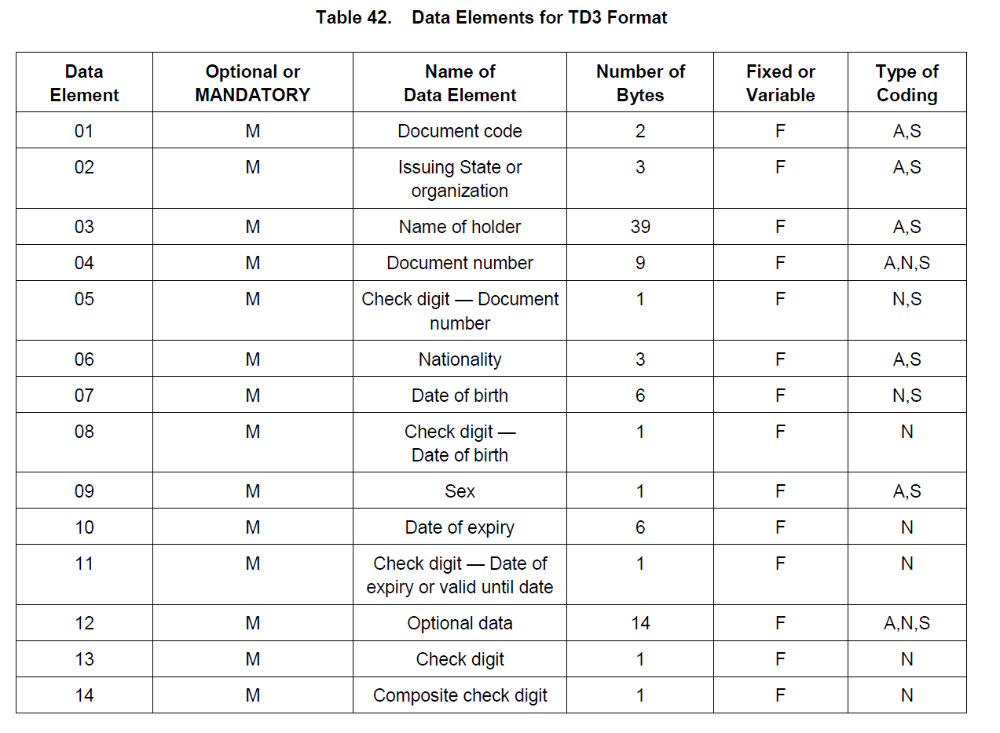 Table 42. Data Elements for TD3 Format
Data Element | Optional or MANDATORY | Name of Data Element | Number of Bytes | Fixed or Variable | Type of Coding
01 | M | Document code | 2 | F | A,S
02 | M | Issuing State or organization | 3 | F | A,S
03 | M | Name of holder | 39 | F | A,S
04 | M | Document number | 9 | F | A,N,S
05 | M | Check digit — Document number | 1 | F | N,S
06 | M | Nationality | 3 | F | A,S
07 | M | Date of birth | 6 | F | N,S
08 | M | Check digit — Date of birth | 1 | F | N
09 | M | Sex | 1 | F | A,S
10 | M | Date of expiry | 6 | F | N
11 | M | Check digit — Date of expiry or valid until date | 1 | F | N
12 | M | Optional data | 14 | F | A,N,S
13 | M | Check digit | 1 | F | N
14 | M | Composite check digit | 1 | F | N